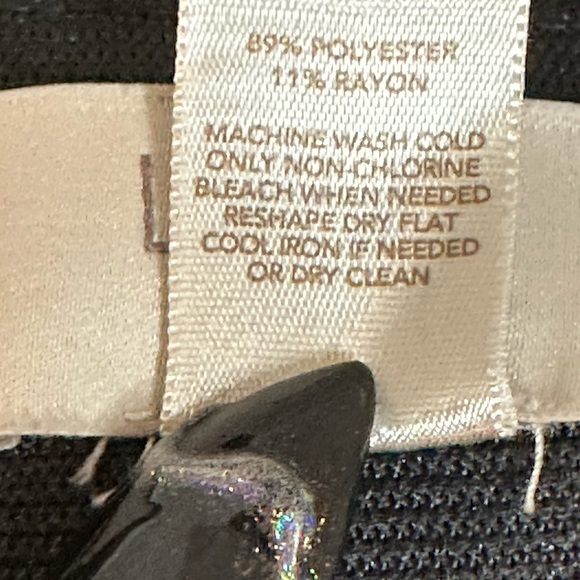 89% POLYESTER
11% RAYON
MACHINE WASH COLD
ONLY NON-CHLORINE
BLEACH WHEN NEEDED
RESHAPE DRY FLAT
COOL IRON IF NEEDED
OR DRY CLEAN
L